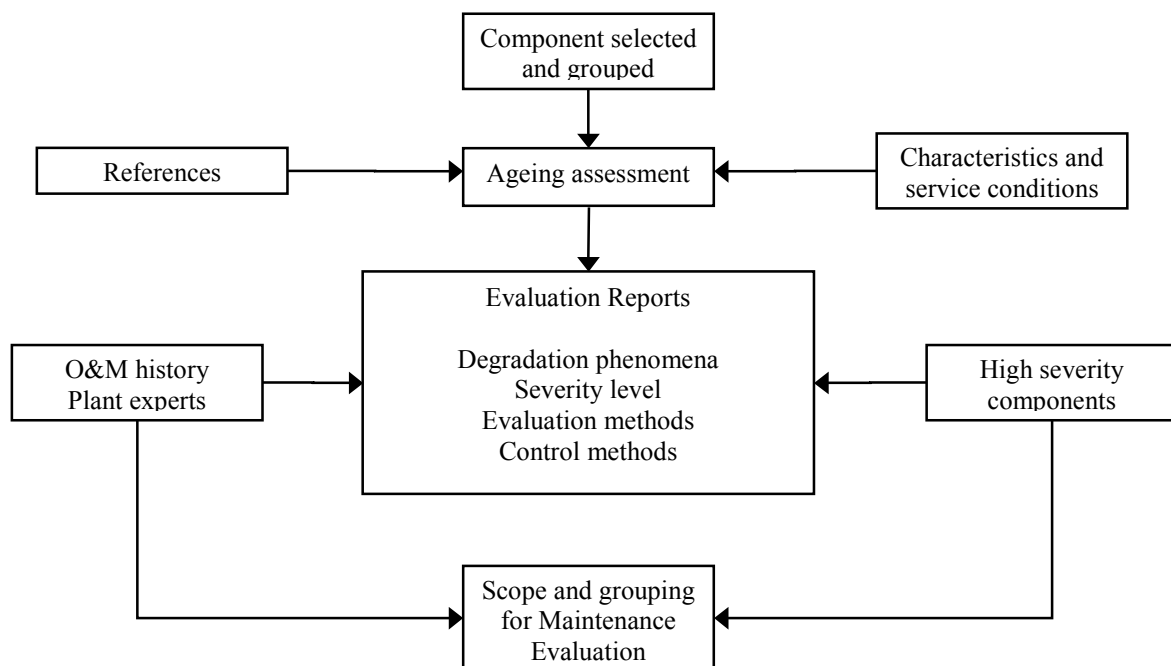 Component selected
and grouped
References
Ageing assessment
Characteristics and
service conditions
Evaluation Reports
Degradation phenomena
Severity level
Evaluation methods
Control methods
O&M history
Plant experts
High severity
components
Scope and grouping
for Maintenance
Evaluation